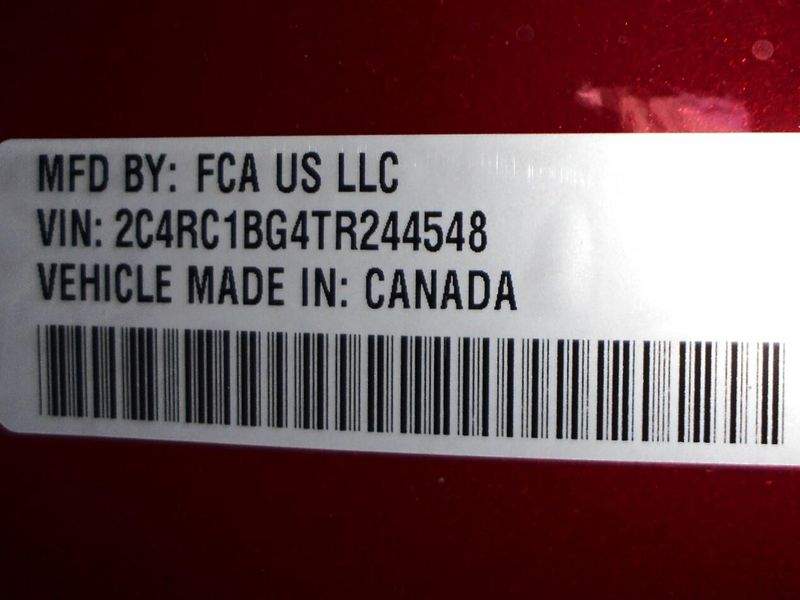 MFD BY: FCA US LLC
VIN: 2C4RC1BG4TR244548
VEHICLE MADE IN: CANADA